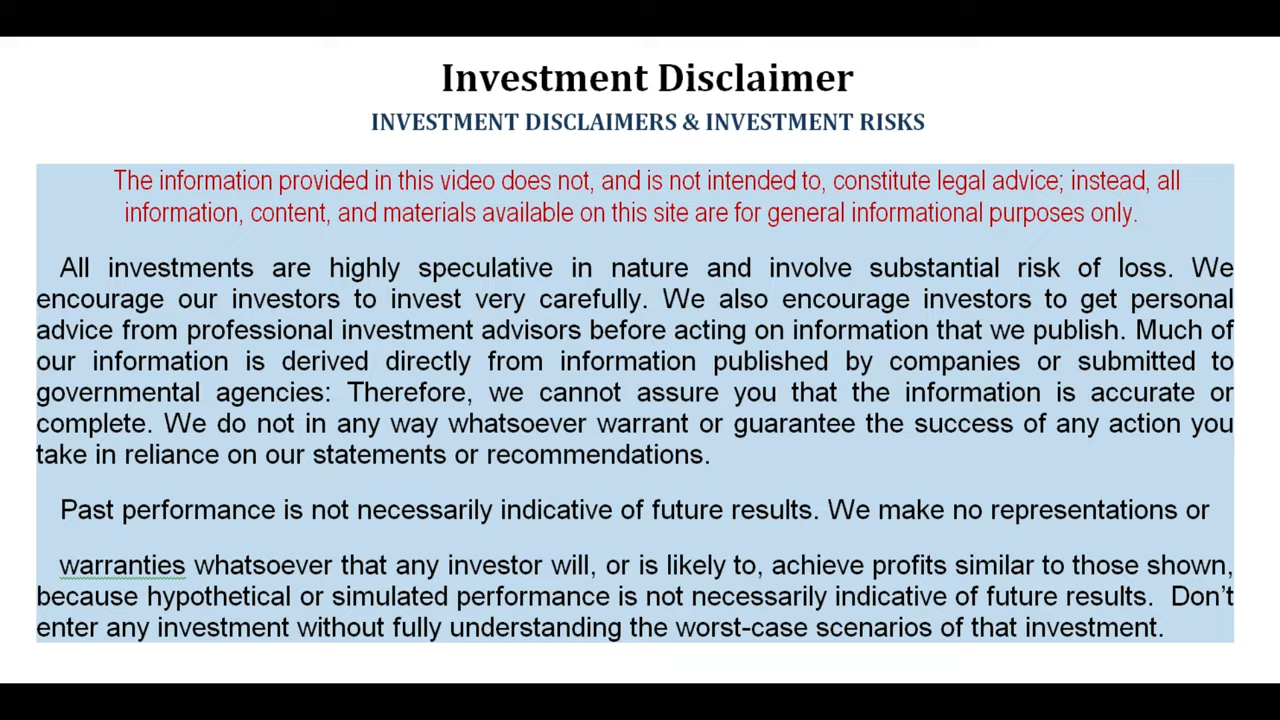 Investment Disclaimer
INVESTMENT DISCLAIMERS & INVESTMENT RISKS
The information provided in this video does not, and is not intended to, constitute legal advice; instead, all
information, content, and materials available on this site are for general informational purposes only.
All investments are highly speculative in nature and involve substantial risk of loss. We
encourage our investors to invest very carefully. We also encourage investors to get personal
advice from professional investment advisors before acting on information that we publish. Much of
our information is derived directly from information published by companies or submitted to
governmental agencies: Therefore, we cannot assure you that the information is accurate or
complete. We do not in any way whatsoever warrant or guarantee the success of any action you
take in reliance on our statements or recommendations.
Past performance is not necessarily indicative of future results. We make no representations or
warranties whatsoever that any investor will, or is likely to, achieve profits similar to those shown,
because hypothetical or simulated performance is not necessarily indicative of future results.  Don’t
enter any investment without fully understanding the worst-case scenarios of that investment.